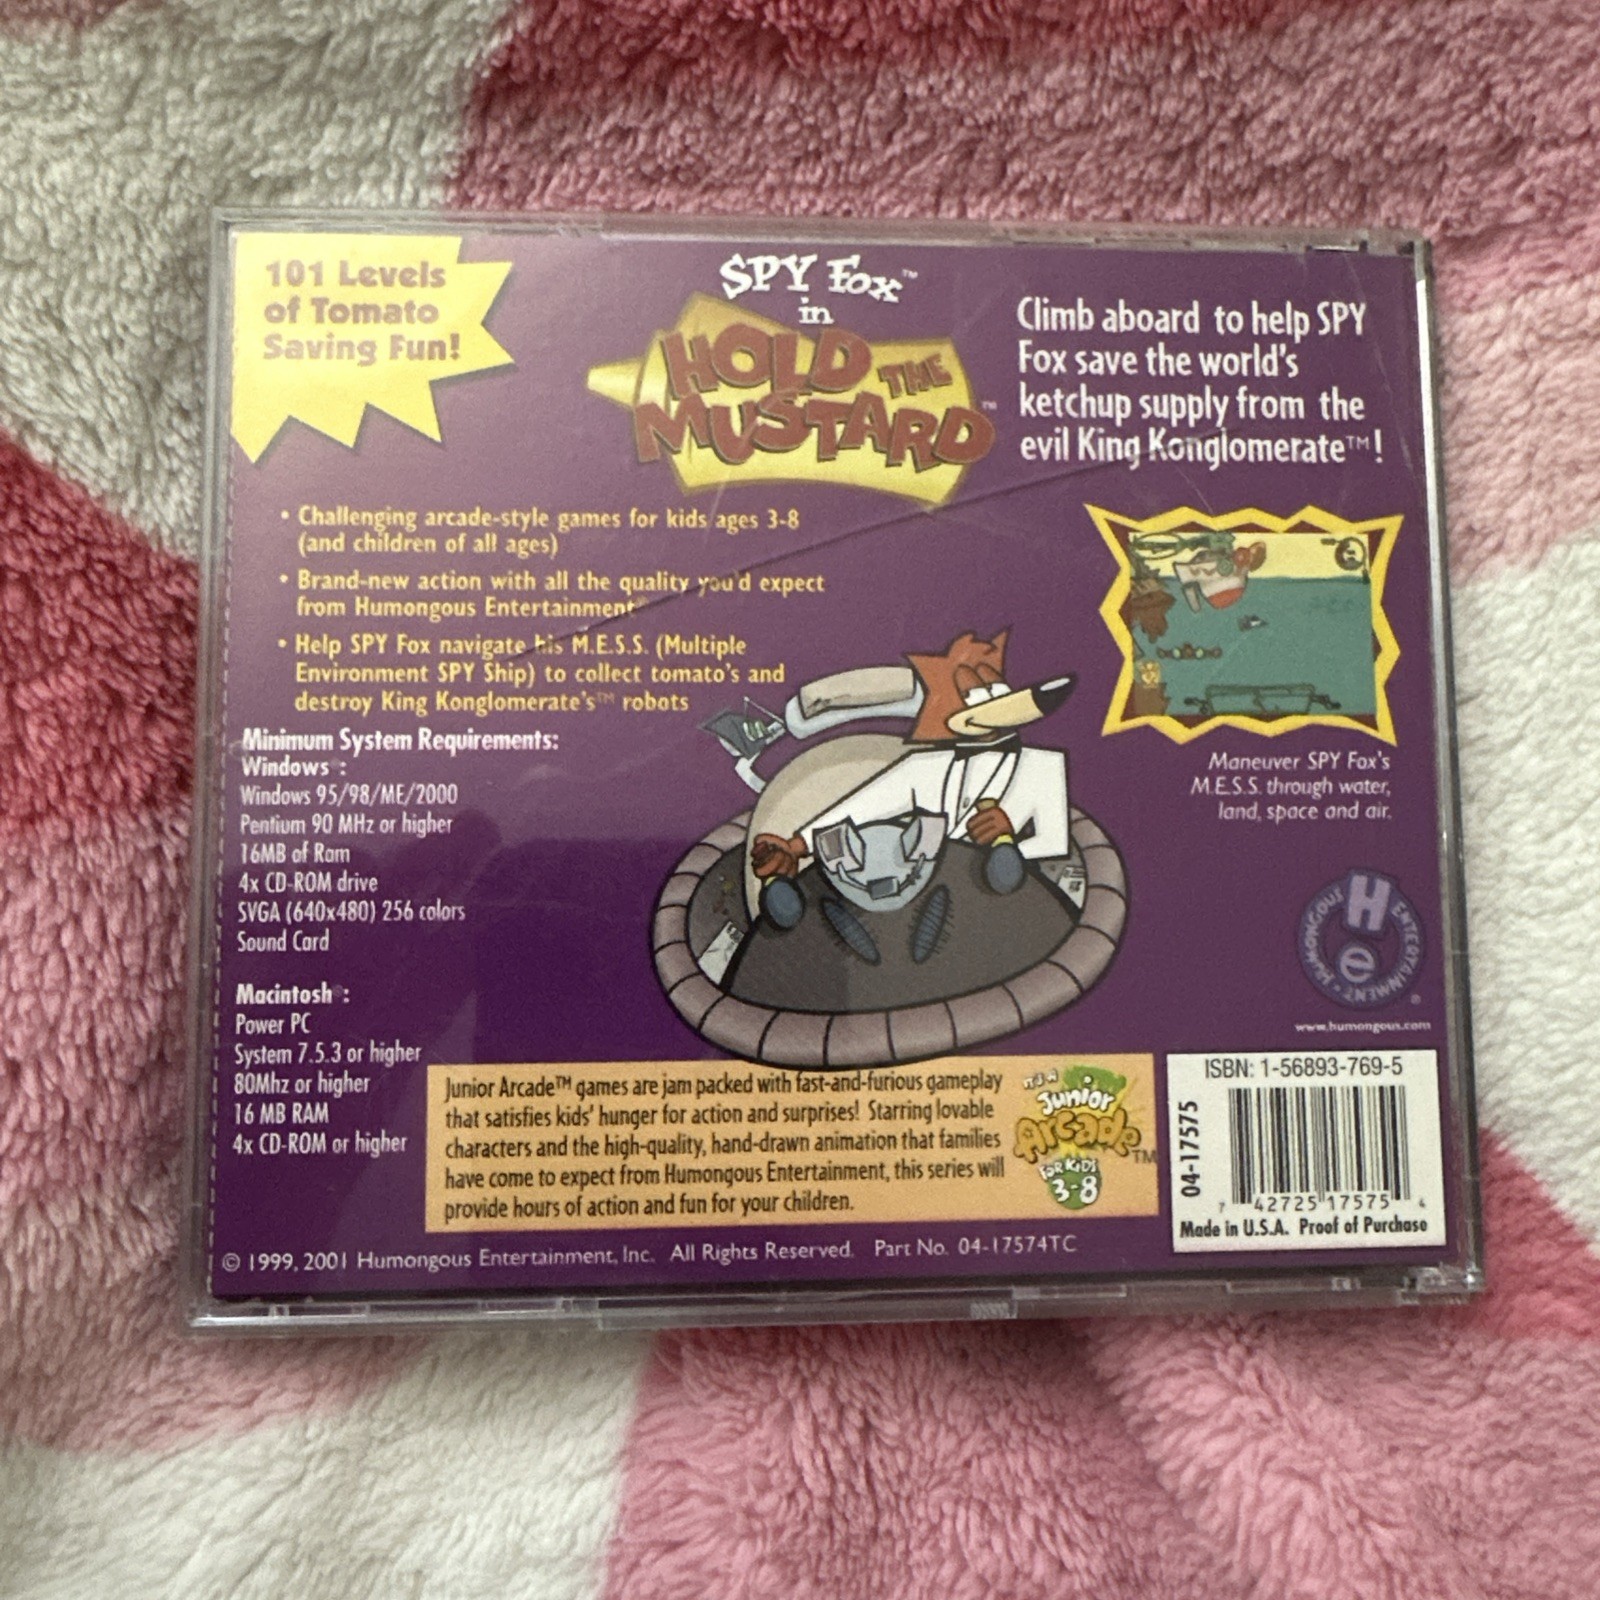 101 Levels
of Tomato
Saving Fun!
SPY Fox™
in
HOLD THE
MUSTARD™
Climb aboard to help SPY
Fox save the world's
ketchup supply from the
evil King Konglomerate™!
• Challenging arcade-style games for kids ages 3-8
(and children of all ages)
• Brand-new action with all the quality you'd expect
from Humongous Entertainment®
• Help SPY Fox navigate his M.E.S.S. (Multiple
Environment SPY Ship) to collect tomato's and
destroy King Konglomerate's™ robots
Maneuver SPY Fox's
M.E.S.S. through water,
land, space and air.
Minimum System Requirements:
Windows :
Windows 95/98/ME/2000
Pentium 90 MHz or higher
16MB of Ram
4x CD-ROM drive
SVGA (640x480) 256 colors
Sound Card
Macintosh :
Power PC
System 7.5.3 or higher
80Mhz or higher
16 MB RAM
4x CD-ROM or higher
HUMONGOUS ENTERTAINMENT
H
e
®
www.humongous.com
Junior Arcade™ games are jam packed with fast-and-furious gameplay
that satisfies kids' hunger for action and surprises! Starring lovable
characters and the high-quality, hand-drawn animation that families
have come to expect from Humongous Entertainment, this series will
provide hours of action and fun for your children.
Junior
Arcade™
FOR KIDS
3-8
ISBN: 1-56893-769-5
04-17575
7 42725 17575 4
Made in U.S.A. Proof of Purchase
© 1999, 2001 Humongous Entertainment, Inc. All Rights Reserved. Part No. 04-17574TC